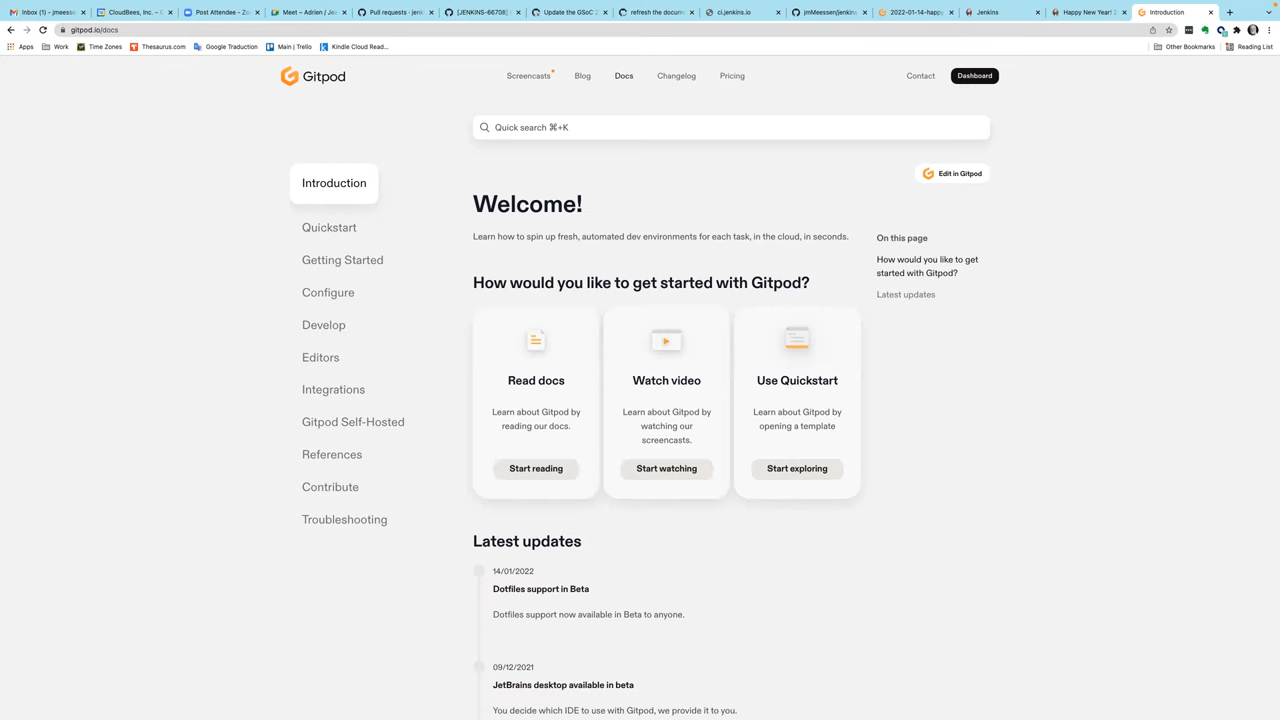 Inbox (1) – jmeesse
CloudBees, Inc. – C
Post Attendee – Zo
Meet – Adrien / Je
Pull requests · jenk
[JENKINS-66708]
Update the GSoC 2
refresh the docume
ci.jenkins.io
jmMeessen/jenkins
2022-01-14-happy
Jenkins
Happy New Year! 2
Introduction
gitpod.io/docs
Apps
Work
Time Zones
Thesaurus.com
Google Traduction
Main | Trello
Kindle Cloud Read...
Other Bookmarks
Reading List
Gitpod
Screencasts
Blog
Docs
Changelog
Pricing
Contact
Dashboard
Quick search ⌘+K
Introduction
Quickstart
Getting Started
Configure
Develop
Editors
Integrations
Gitpod Self-Hosted
References
Contribute
Troubleshooting
Edit in Gitpod
Welcome!
Learn how to spin up fresh, automated dev environments for each task, in the cloud, in seconds.
On this page
How would you like to get
started with Gitpod?
Latest updates
How would you like to get started with Gitpod?
Read docs
Learn about Gitpod by
reading our docs.
Start reading
Watch video
Learn about Gitpod by
watching our
screencasts.
Start watching
Use Quickstart
Learn about Gitpod by
opening a template
Start exploring
Latest updates
14/01/2022
Dotfiles support in Beta
Dotfiles support now available in Beta to anyone.
09/12/2021
JetBrains desktop available in beta
You decide which IDE to use with Gitpod, we provide it to you.